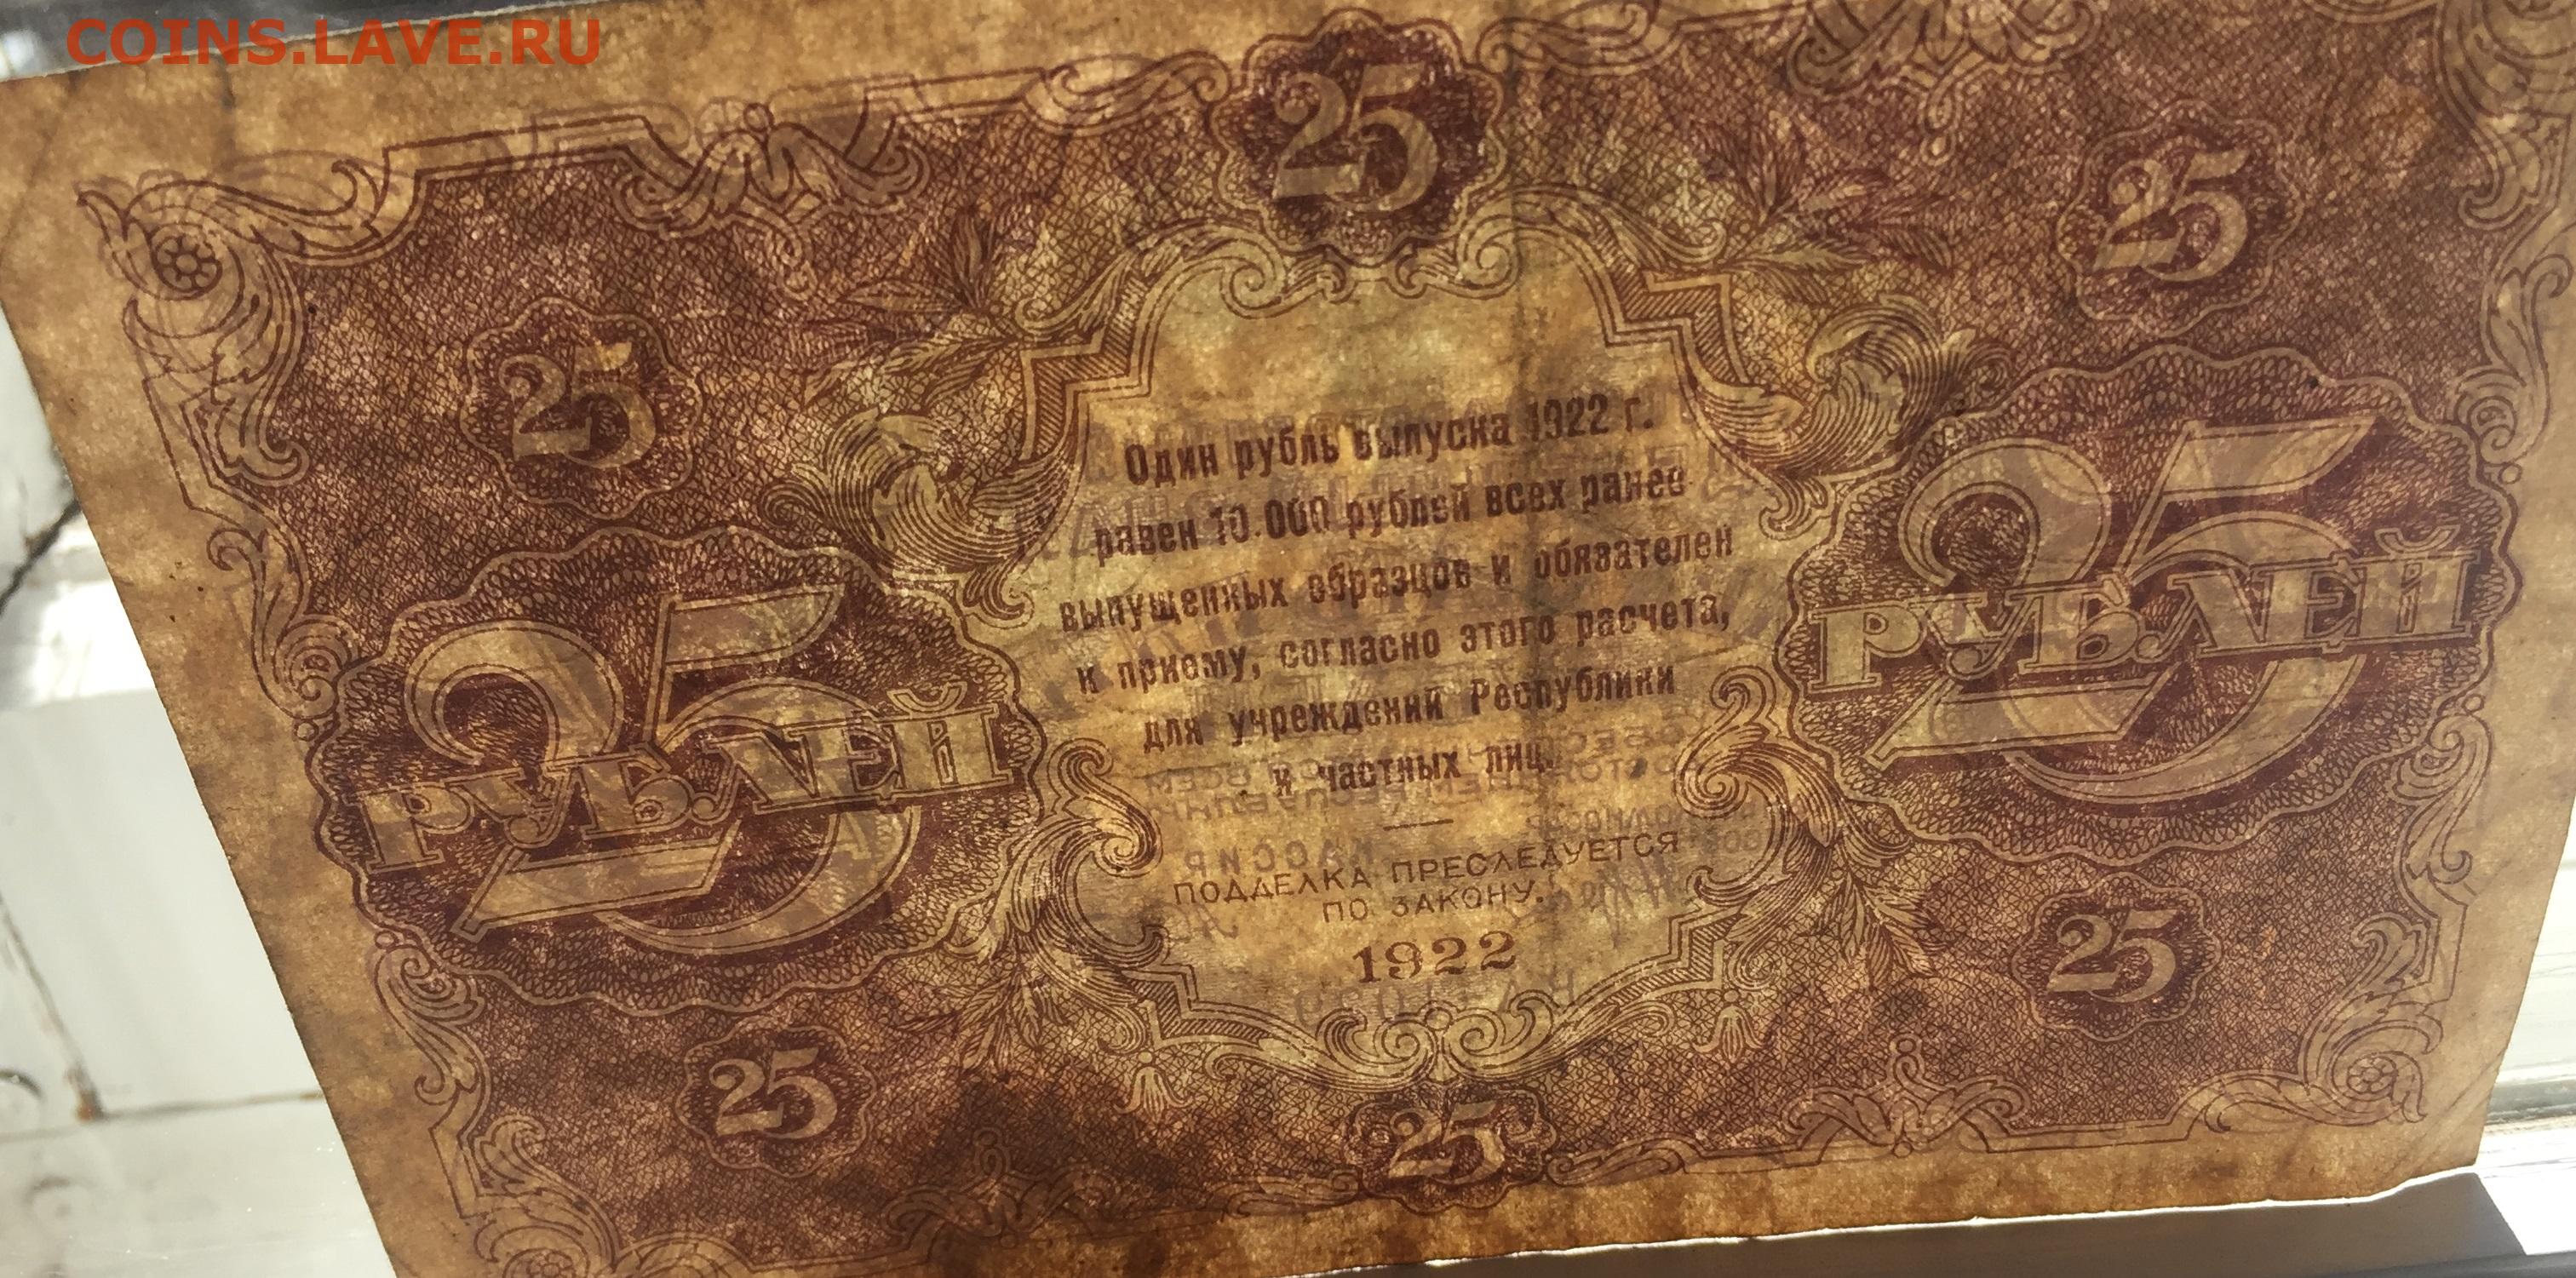 COINS.LAVE.RU
25
25
25
Один рубль выпуска 1922 г.
равен 10.000 рублей всех ранее
выпущенных образцов и обязателен
к приему, согласно этого расчета,
для учреждений Республики
и частных лиц.
25 РУБЛЕЙ
25 РУБЛЕЙ
ПОДДЕЛКА ПРЕСЛЕДУЕТСЯ
ПО ЗАКОНУ.
1922
25
25
25